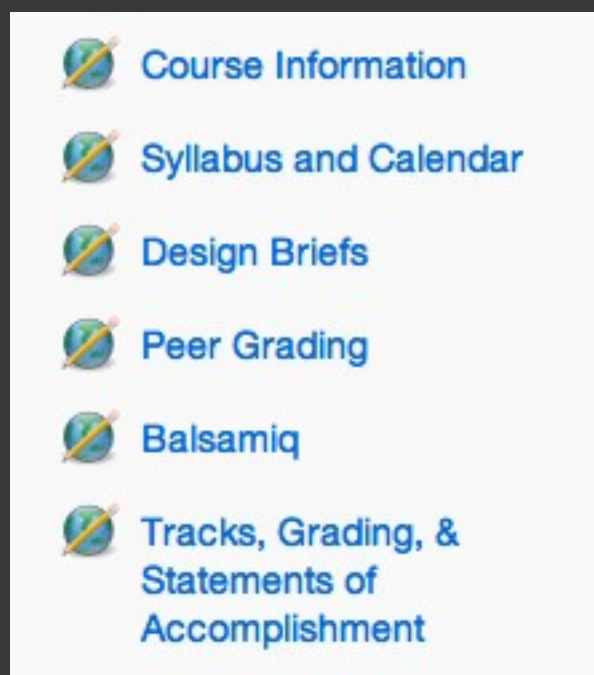 Course Information
Syllabus and Calendar
Design Briefs
Peer Grading
Balsamiq
Tracks, Grading, &
Statements of
Accomplishment